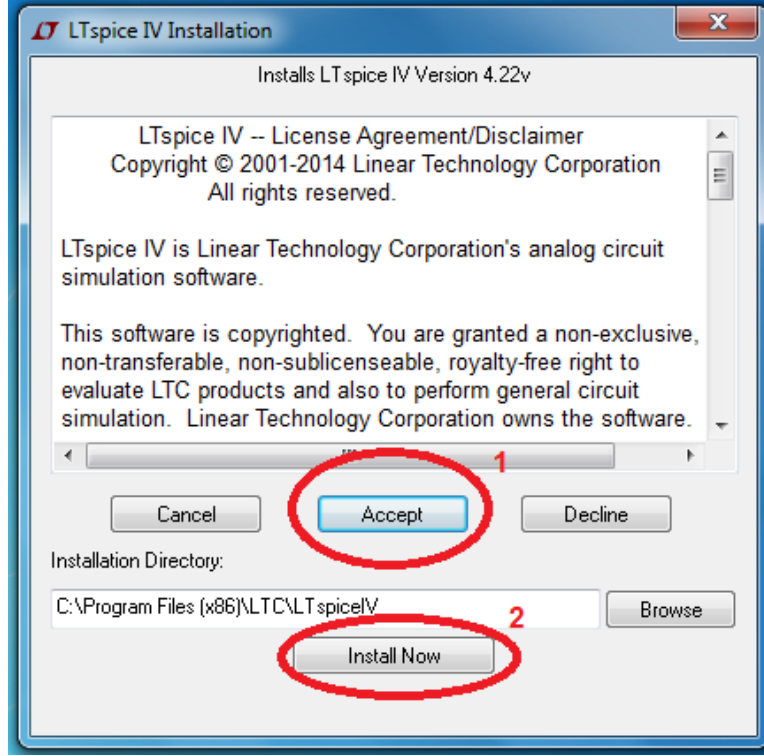 LTspice IV Installation
Installs LTspice IV Version 4.22v
LTspice IV -- License Agreement/Disclaimer
Copyright © 2001-2014 Linear Technology Corporation
All rights reserved.
LTspice IV is Linear Technology Corporation's analog circuit
simulation software.
This software is copyrighted.  You are granted a non-exclusive,
non-transferable, non-sublicenseable, royalty-free right to
evaluate LTC products and also to perform general circuit
simulation.  Linear Technology Corporation owns the software.
1
Cancel Accept Decline
Installation Directory:
C:\Program Files (x86)\LTC\LTspiceIV 2 Browse
Install Now